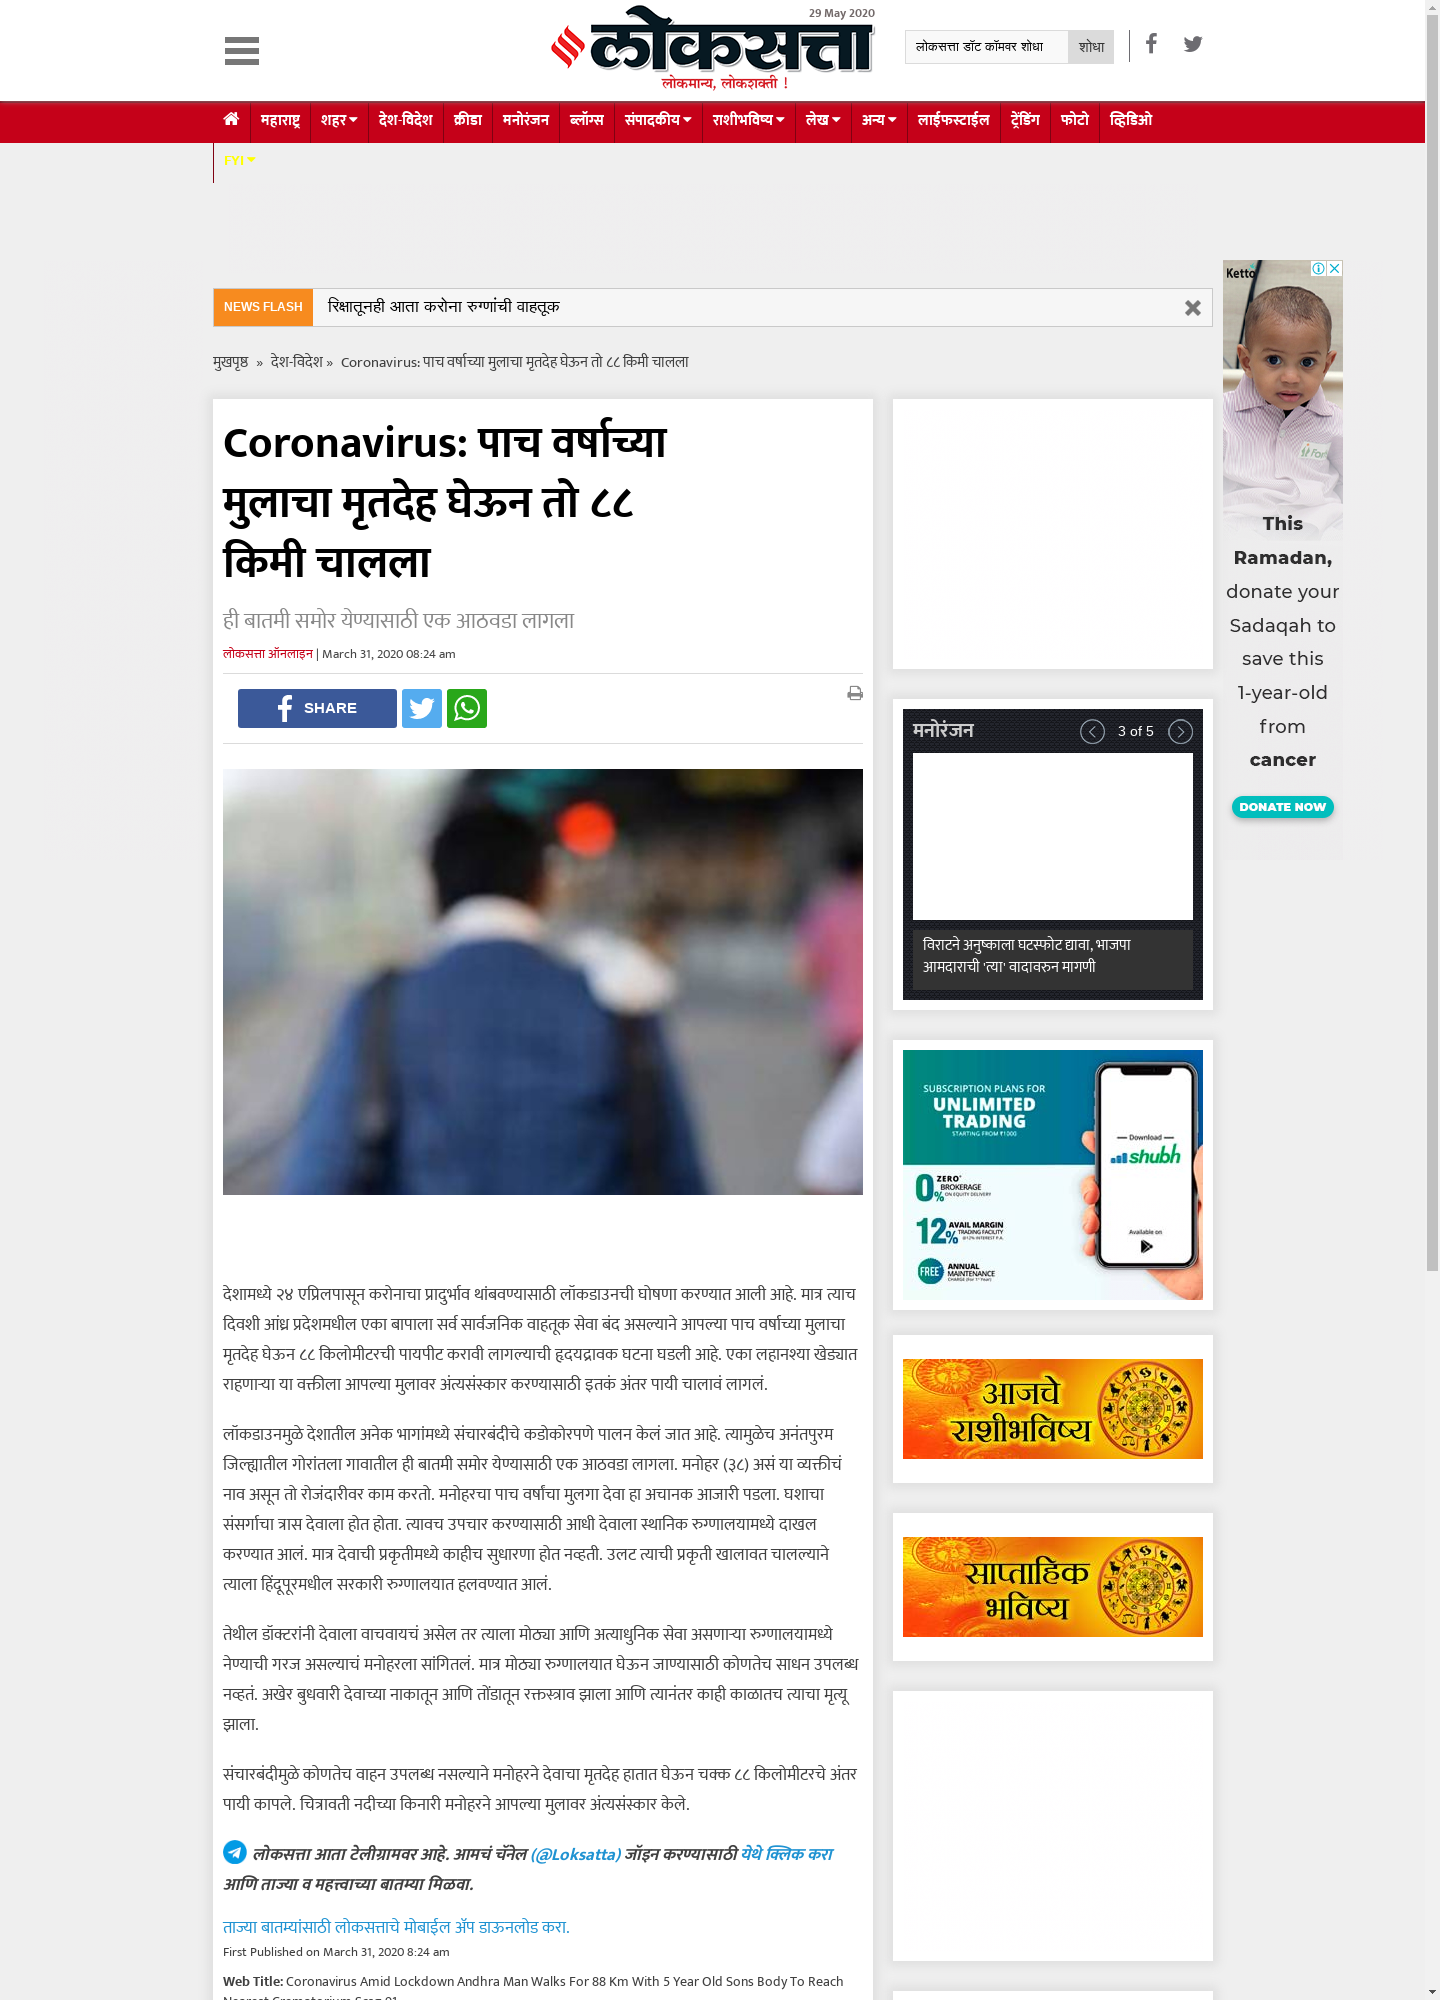 29 May 2020
लोकसत्ता
लोकमान्य, लोकशक्ती !
लोकसत्ता डॉट कॉमवर शोधा
शोधा
महाराष्ट्र शहर देश-विदेश क्रीडा मनोरंजन ब्लॉग्स संपादकीय राशीभविष्य लेख अन्य लाईफस्टाईल ट्रेंडिंग फोटो व्हिडिओ
FYI
NEWS FLASH रिक्षातूनही आता करोना रुग्णांची वाहतूक
मुखपृष्ठ » देश-विदेश » Coronavirus: पाच वर्षाच्या मुलाचा मृतदेह घेऊन तो ८८ किमी चालला
Coronavirus: पाच वर्षाच्या
मुलाचा मृतदेह घेऊन तो ८८
किमी चालला
ही बातमी समोर येण्यासाठी एक आठवडा लागला
लोकसत्ता ऑनलाइन | March 31, 2020 08:24 am
SHARE
देशामध्ये २४ एप्रिलपासून करोनाचा प्रादुर्भाव थांबवण्यासाठी लॉकडाउनची घोषणा करण्यात आली आहे. मात्र त्याच
दिवशी आंध्र प्रदेशमधील एका बापाला सर्व सार्वजनिक वाहतूक सेवा बंद असल्याने आपल्या पाच वर्षाच्या मुलाचा
मृतदेह घेऊन ८८ किलोमीटरची पायपीट करावी लागल्याची हृदयद्रावक घटना घडली आहे. एका लहानश्या खेड्यात
राहणाऱ्या या वक्तीला आपल्या मुलावर अंत्यसंस्कार करण्यासाठी इतकं अंतर पायी चालावं लागलं.
लॉकडाउनमुळे देशातील अनेक भागांमध्ये संचारबंदीचे कडोकोरपणे पालन केलं जात आहे. त्यामुळेच अनंतपुरम
जिल्ह्यातील गोरांतला गावातील ही बातमी समोर येण्यासाठी एक आठवडा लागला. मनोहर (३८) असं या व्यक्तीचं
नाव असून तो रोजंदारीवर काम करतो. मनोहरचा पाच वर्षांचा मुलगा देवा हा अचानक आजारी पडला. घशाचा
संसर्गाचा त्रास देवाला होत होता. त्यावच उपचार करण्यासाठी आधी देवाला स्थानिक रुग्णालयामध्ये दाखल
करण्यात आलं. मात्र देवाची प्रकृतीमध्ये काहीच सुधारणा होत नव्हती. उलट त्याची प्रकृती खालावत चालल्याने
त्याला हिंदूपूरमधील सरकारी रुग्णालयात हलवण्यात आलं.
तेथील डॉक्टरांनी देवाला वाचवायचं असेल तर त्याला मोठ्या आणि अत्याधुनिक सेवा असणाऱ्या रुग्णालयामध्ये
नेण्याची गरज असल्याचं मनोहरला सांगितलं. मात्र मोठ्या रुग्णालयात घेऊन जाण्यासाठी कोणतेच साधन उपलब्ध
नव्हतं. अखेर बुधवारी देवाच्या नाकातून आणि तोंडातून रक्तस्त्राव झाला आणि त्यानंतर काही काळातच त्याचा मृत्यू
झाला.
संचारबंदीमुळे कोणतेच वाहन उपलब्ध नसल्याने मनोहरने देवाचा मृतदेह हातात घेऊन चक्क ८८ किलोमीटरचे अंतर
पायी कापले. चित्रावती नदीच्या किनारी मनोहरने आपल्या मुलावर अंत्यसंस्कार केले.
लोकसत्ता आता टेलीग्रामवर आहे. आमचं चॅनेल (@Loksatta) जॉइन करण्यासाठी येथे क्लिक करा
आणि ताज्या व महत्त्वाच्या बातम्या मिळवा.
ताज्या बातम्यांसाठी लोकसत्ताचे मोबाईल अ‍ॅप डाऊनलोड करा.
First Published on March 31, 2020 8:24 am
Web Title: Coronavirus Amid Lockdown Andhra Man Walks For 88 Km With 5 Year Old Sons Body To Reach
मनोरंजन 3 of 5
विराटने अनुष्काला घटस्फोट द्यावा, भाजपा
आमदाराची 'त्या' वादावरुन मागणी
SUBSCRIPTION PLANS FOR
UNLIMITED
TRADING
STARTING FROM ₹1000
0% ZERO*
BROKERAGE
ON EQUITY DELIVERY
12% AVAIL MARGIN
TRADING FACILITY
@12% INTEREST P.A.
FREE* ANNUAL
MAINTENANCE
CHARGE (For 1st Year)
Download
shubh
Available on
आजचे
राशीभविष्य
साप्ताहिक
भविष्य
Ketto
This
Ramadan,
donate your
Sadaqah to
save this
1-year-old
from
cancer
DONATE NOW